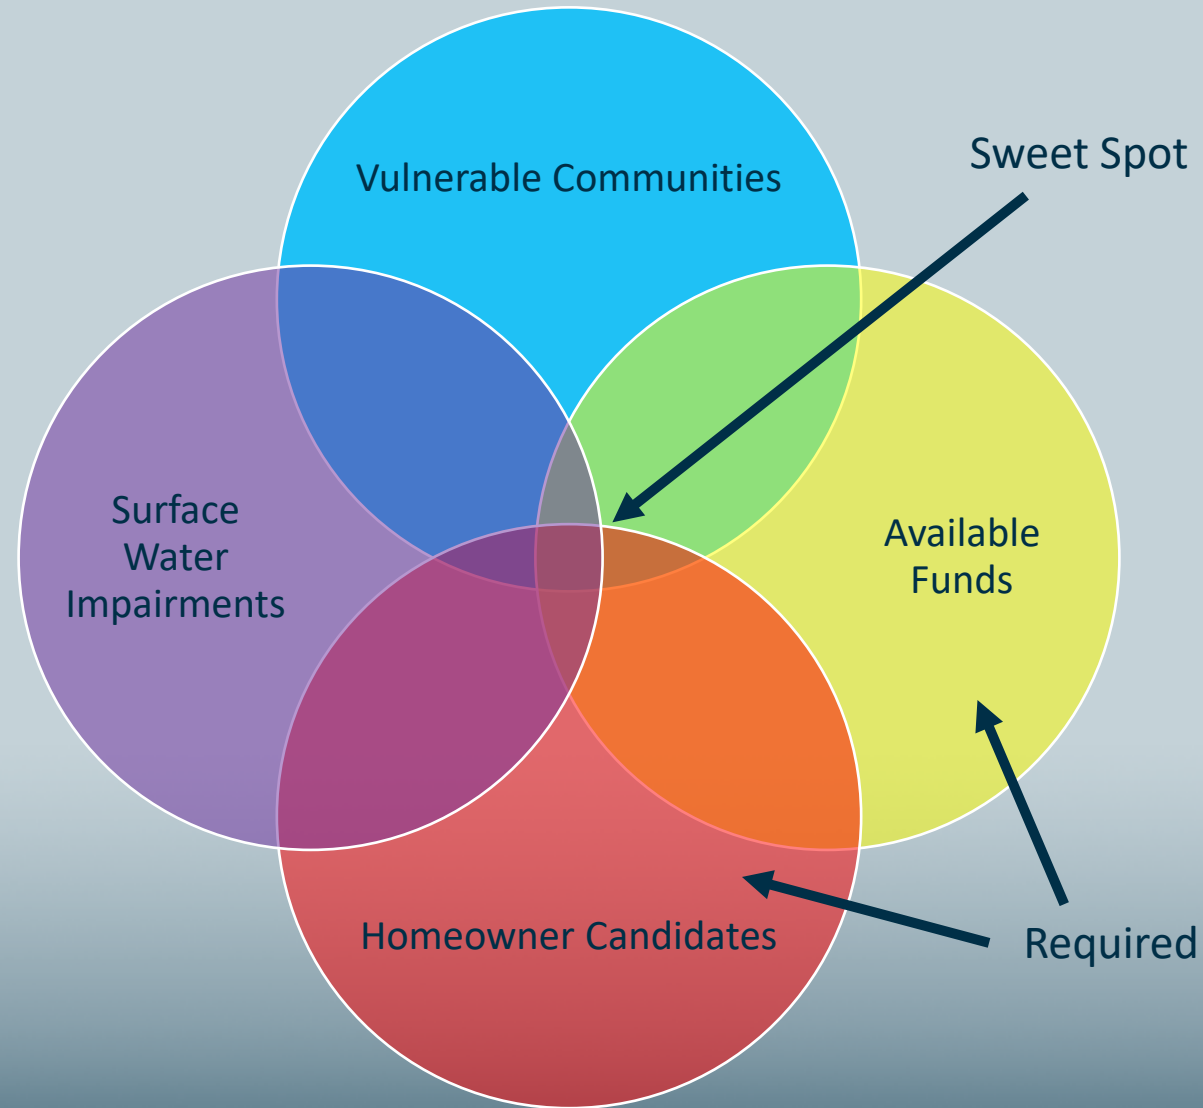 Sweet Spot
Vulnerable Communities
Surface
Water
Impairments
Available
Funds
Homeowner Candidates
Required